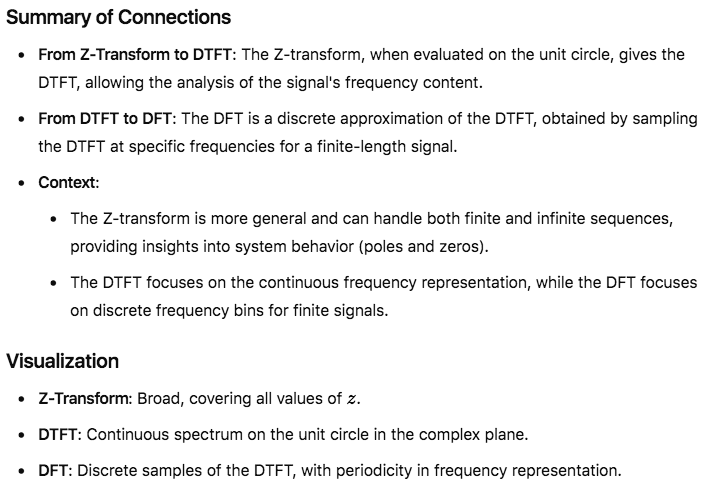 Summary of Connections
• From Z-Transform to DTFT: The Z-transform, when evaluated on the unit circle, gives the
DTFT, allowing the analysis of the signal's frequency content.
• From DTFT to DFT: The DFT is a discrete approximation of the DTFT, obtained by sampling
the DTFT at specific frequencies for a finite-length signal.
• Context:
• The Z-transform is more general and can handle both finite and infinite sequences,
providing insights into system behavior (poles and zeros).
• The DTFT focuses on the continuous frequency representation, while the DFT focuses
on discrete frequency bins for finite signals.
Visualization
• Z-Transform: Broad, covering all values of z.
• DTFT: Continuous spectrum on the unit circle in the complex plane.
• DFT: Discrete samples of the DTFT, with periodicity in frequency representation.